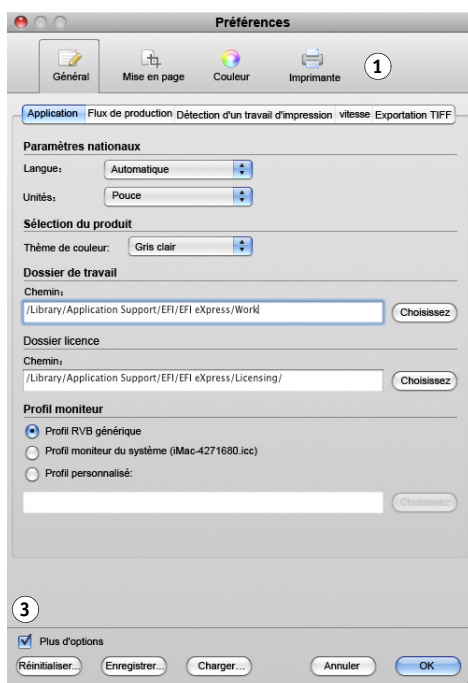 Préférences
Général Mise en page Couleur Imprimante 1
Application Flux de production Détection d'un travail d'impression vitesse Exportation TIFF
Paramètres nationaux
Langue: Automatique
Unités: Pouce
Sélection du produit
Thème de couleur: Gris clair
Dossier de travail
Chemin:
/Library/Application Support/EFI/EFI eXpress/Work Choisissez
Dossier licence
Chemin:
/Library/Application Support/EFI/EFI eXpress/Licensing/ Choisissez
Profil moniteur
Profil RVB générique
Profil moniteur du système (iMac-4271680.icc)
Profil personnalisé:
Choisissez
3
Plus d'options
Réinitialiser... Enregistrer... Charger... Annuler OK